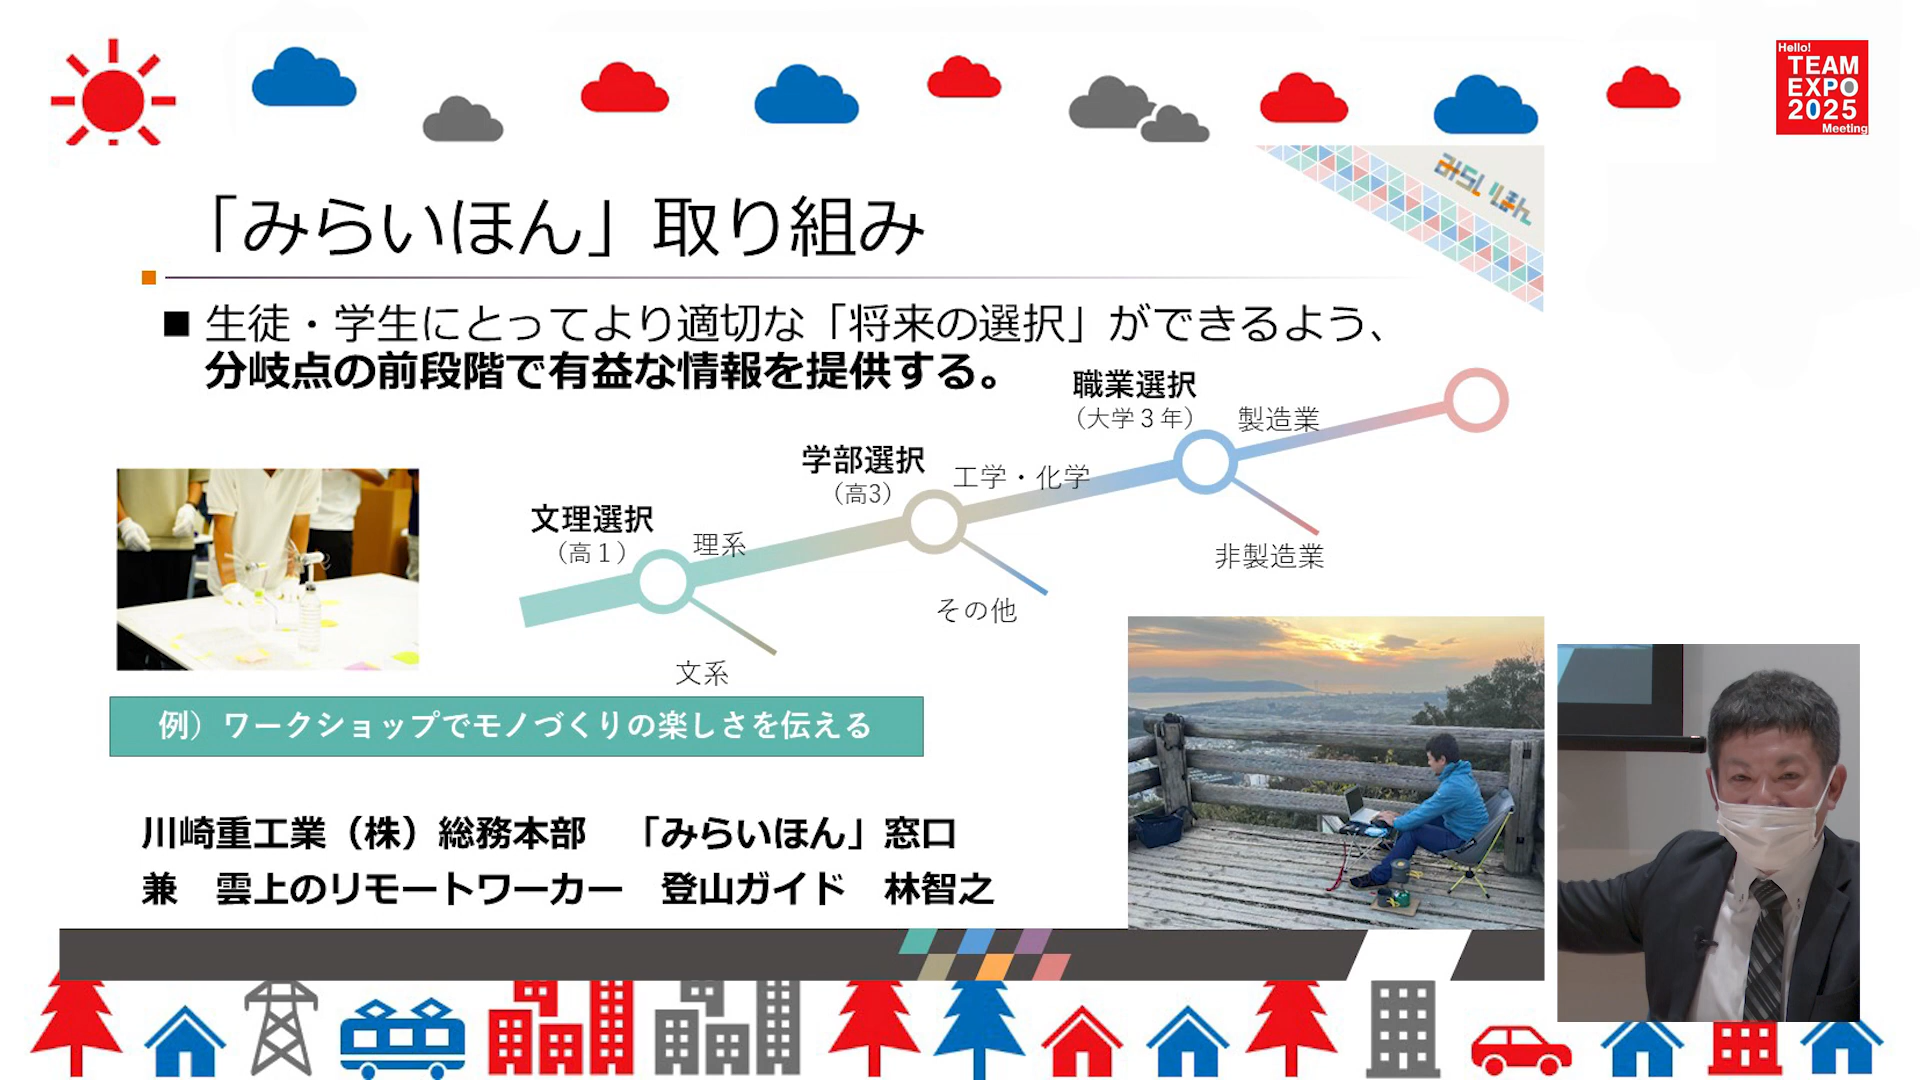 Hello!
TEAM
EXPO
2025
Meeting
みらいほん
「みらいほん」取り組み
■ 生徒・学生にとってより適切な「将来の選択」ができるよう、
分岐点の前段階で有益な情報を提供する。
職業選択
（大学３年）
製造業
学部選択
（高3）
工学・化学
文理選択
（高１）
理系
非製造業
その他
文系
例）ワークショップでモノづくりの楽しさを伝える
川崎重工業（株）総務本部　「みらいほん」窓口
兼　雲上のリモートワーカー　登山ガイド　林智之